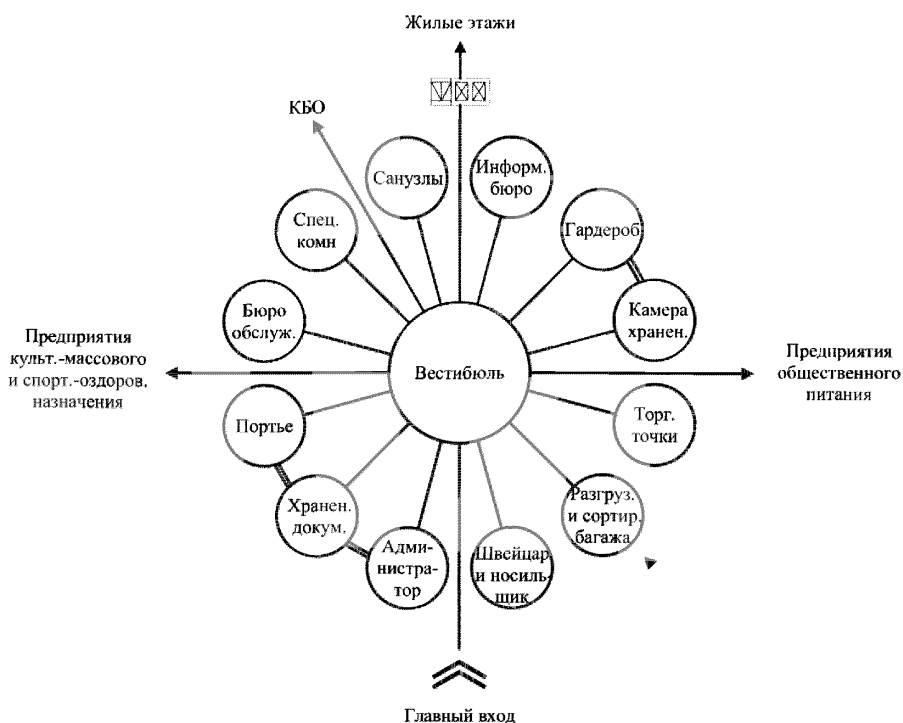 Жилые этажи
КБО
Санузлы
Информ.
бюро
Спец.
комн
Гардероб
Бюро
обслуж.
Камера
хранен.
Предприятия
культ.-массового
и спорт.-оздоров.
назначения
Вестибюль
Предприятия
общественного
питания
Портье
Торг.
точки
Хранен.
докум.
Разгруз.
и сортир.
багажа
Адми-
нистра-
тор
Швейцар
и носиль-
щик
Главный вход